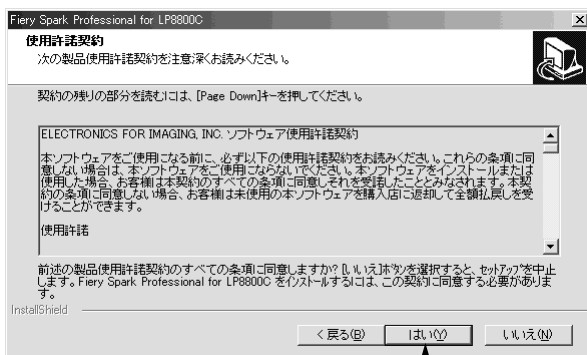 Fiery Spark Professional for LP8800C
使用許諾契約
次の製品使用許諾契約を注意深くお読みください。
契約の残りの部分を読むには、[Page Down]キーを押してください。
ELECTRONICS FOR IMAGING, INC. ソフトウェア使用許諾契約
本ソフトウェアをご使用になる前に、必ず以下の使用許諾契約をお読みください。これらの条項に同
意しない場合は、本ソフトウェアをご使用にならないでください。本ソフトウェアをインストールまたは
使用した場合、お客様は本契約のすべての条項に同意しそれを受諾したこととみなされます。本契
約の条項に同意しない場合、お客様は未使用の本ソフトウェアを購入店に返却して全額払戻しを受
けることができます。
使用許諾
前述の製品使用許諾契約のすべての条項に同意しますか? [いいえ]ボタンを選択すると、セットアップを中止
します。Fiery Spark Professional for LP8800C をインストールするには、この契約に同意する必要がありま
す。
InstallShield
< 戻る(B)
はい(Y)
いいえ(N)